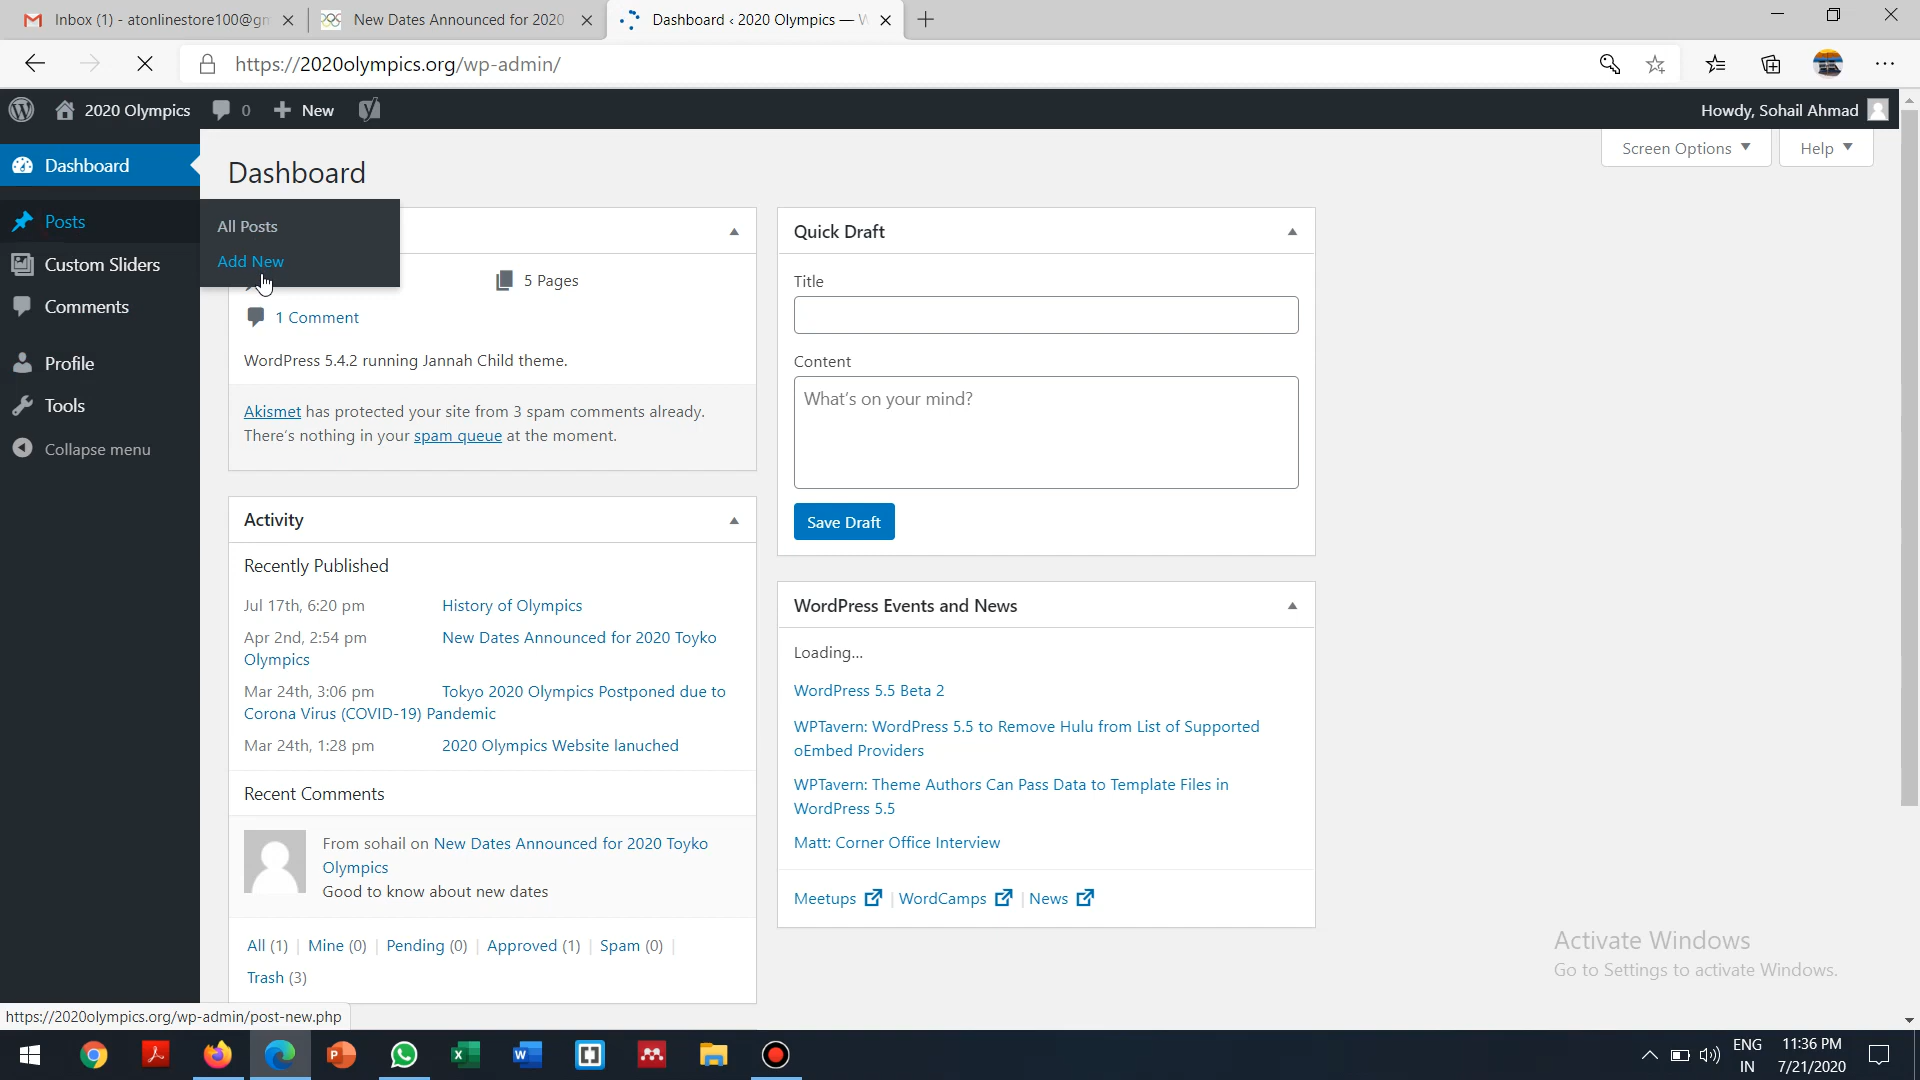 Inbox (1) - atonlinestore100@gm
New Dates Announced for 2020
Dashboard ‹ 2020 Olympics — W
https://2020olympics.org/wp-admin/
2020 Olympics 0 New Howdy, Sohail Ahmad
Screen Options Help
Dashboard
Posts
Custom Sliders
Comments
Profile
Tools
Collapse menu
Dashboard
All Posts
Add New
5 Pages
1 Comment
WordPress 5.4.2 running Jannah Child theme.
Akismet has protected your site from 3 spam comments already.
There's nothing in your spam queue at the moment.
Activity
Recently Published
Jul 17th, 6:20 pm History of Olympics
Apr 2nd, 2:54 pm New Dates Announced for 2020 Toyko
Olympics
Mar 24th, 3:06 pm Tokyo 2020 Olympics Postponed due to
Corona Virus (COVID-19) Pandemic
Mar 24th, 1:28 pm 2020 Olympics Website lanuched
Recent Comments
From sohail on New Dates Announced for 2020 Toyko
Olympics
Good to know about new dates
All (1) | Mine (0) | Pending (0) | Approved (1) | Spam (0) |
Trash (3)
Quick Draft
Title
Content
What's on your mind?
Save Draft
WordPress Events and News
Loading...
WordPress 5.5 Beta 2
WPTavern: WordPress 5.5 to Remove Hulu from List of Supported
oEmbed Providers
WPTavern: Theme Authors Can Pass Data to Template Files in
WordPress 5.5
Matt: Corner Office Interview
Meetups | WordCamps | News
Activate Windows
Go to Settings to activate Windows.
https://2020olympics.org/wp-admin/post-new.php
ENG
IN
11:36 PM
7/21/2020